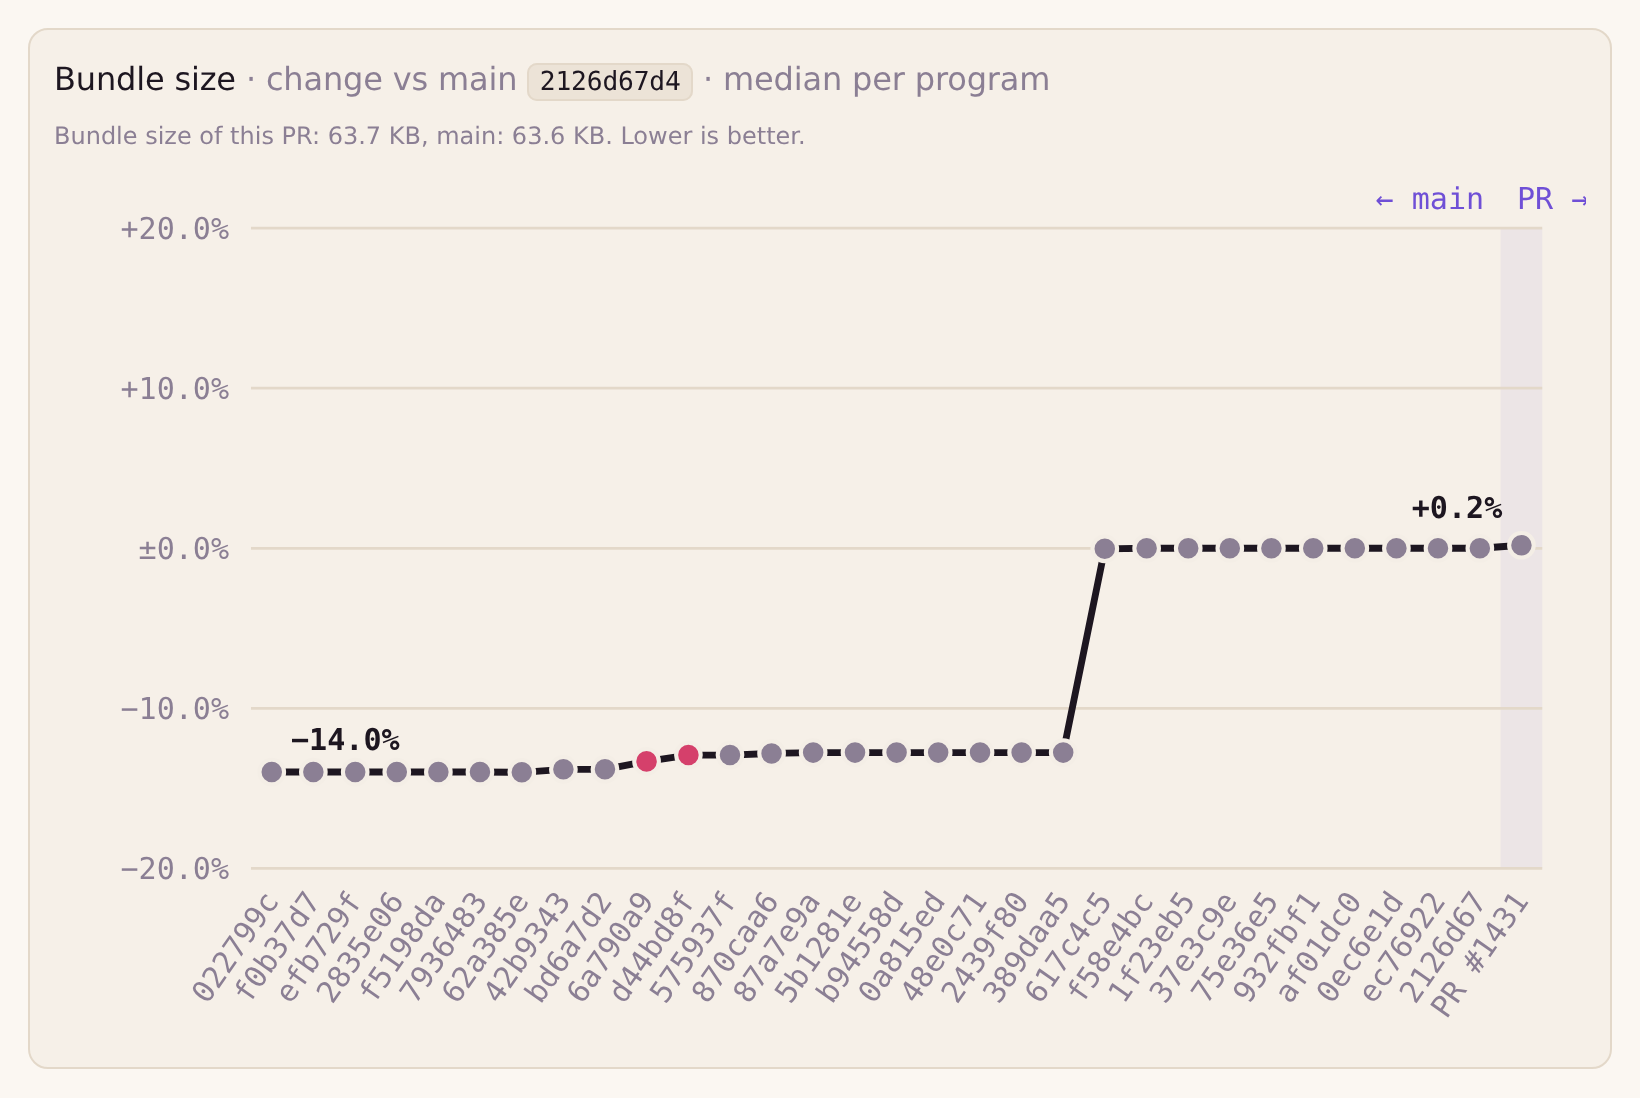 Bundle size · change vs main 2126d67d4 · median per program
Bundle size of this PR: 63.7 KB, main: 63.6 KB. Lower is better.
← main PR →
+20.0%
+10.0%
±0.0%
−10.0%
−20.0%
−14.0%
+0.2%
022799c
f0b37d7
efb729f
2835e06
f5198da
7936483
62a385e
42b9343
bd6a7d2
6a790a9
d44bd8f
575937f
870caa6
87a7e9a
5b1281e
b94558d
0a815ed
48e0c71
2439f80
389daa5
617c4c5
f58e4bc
1f23eb5
37e3c9e
75e36e5
932fbf1
af01dc0
0ec6e1d
ec76922
2126d67
PR #1431